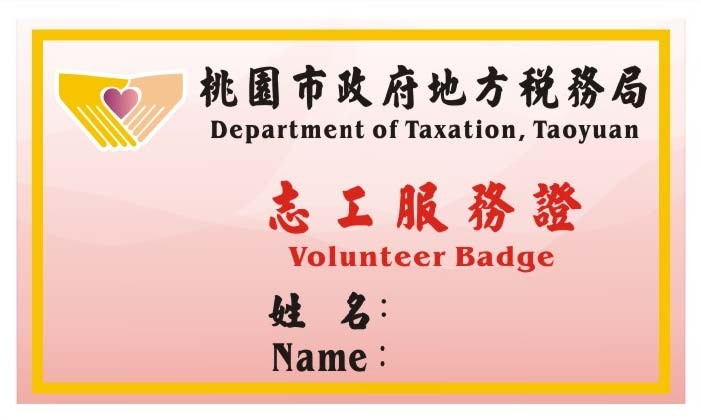 桃園市政府地方稅務局
Department of Taxation, Taoyuan
志工服務證
Volunteer Badge
姓 名:
Name: